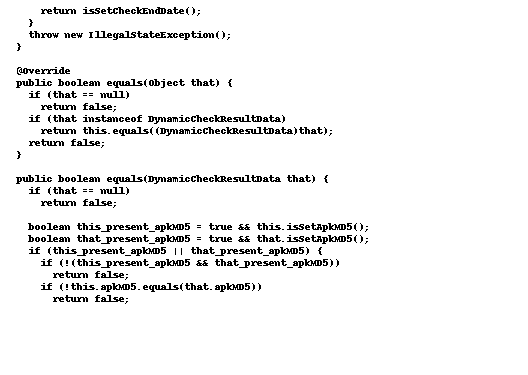 return isSetCheckEndDate();
}
throw new IllegalStateException();
}
@Override
public boolean equals(Object that) {
if (that == null)
return false;
if (that instanceof DynamicCheckResultData)
return this.equals((DynamicCheckResultData)that);
return false;
}
public boolean equals(DynamicCheckResultData that) {
if (that == null)
return false;
boolean this_present_apkMD5 = true && this.isSetApkMD5();
boolean that_present_apkMD5 = true && that.isSetApkMD5();
if (this_present_apkMD5 || that_present_apkMD5) {
if (!(this_present_apkMD5 && that_present_apkMD5))
return false;
if (!this.apkMD5.equals(that.apkMD5))
return false;